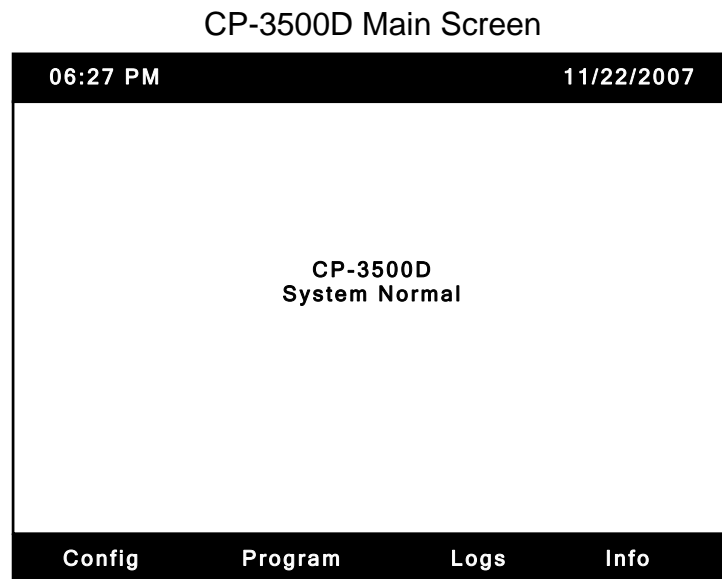 CP-3500D Main Screen
06:27 PM 11/22/2007
CP-3500D
System Normal
Config Program Logs Info